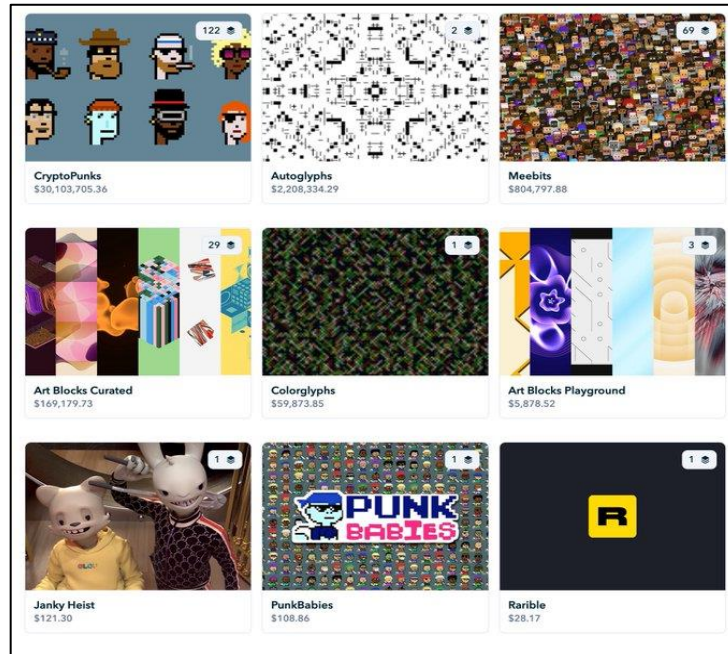 122
2
69
CryptoPunks
$30,103,705.36
Autoglyphs
$2,208,334.29
Meebits
$804,797.88
29
1
3
Art Blocks Curated
$169,179.73
Colorglyphs
$59,873.85
Art Blocks Playground
$5,878.52
1
1
1
PUNK
BABIES
R
Janky Heist
$121.30
PunkBabies
$108.86
Rarible
$28.17